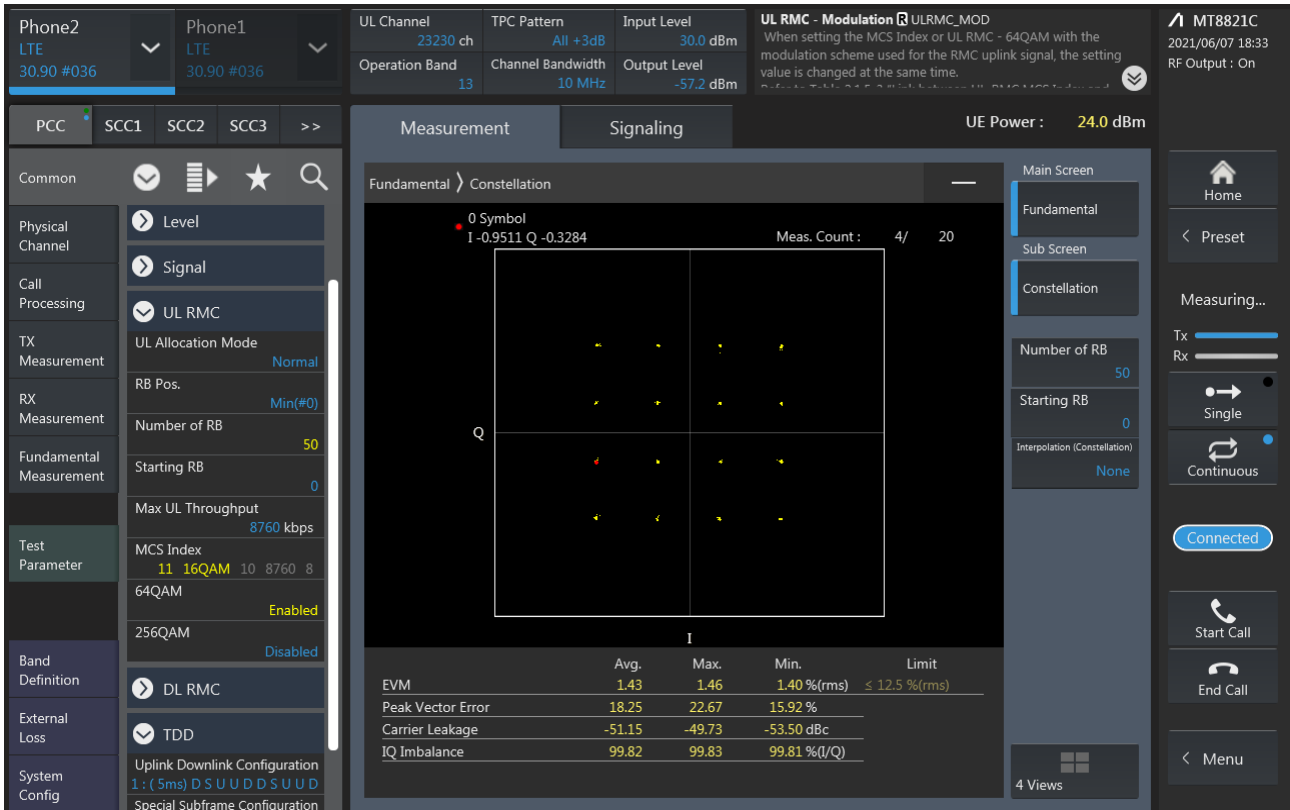 Phone2
LTE
30.90 #036
Phone1
LTE
30.90 #036
UL Channel
23230 ch
TPC Pattern
All +3dB
Input Level
30.0 dBm
Operation Band
13
Channel Bandwidth
10 MHz
Output Level
-57.2 dBm
UL RMC - Modulation R ULRMC_MOD
When setting the MCS Index or UL RMC - 64QAM with the
modulation scheme used for the RMC uplink signal, the setting
value is changed at the same time.
MT8821C
2021/06/07 18:33
RF Output : On
PCC SCC1 SCC2 SCC3 >>
Common
Physical
Channel
Call
Processing
TX
Measurement
RX
Measurement
Fundamental
Measurement
Test
Parameter
Band
Definition
External
Loss
System
Config
Level
Signal
UL RMC
UL Allocation Mode
Normal
RB Pos.
Min(#0)
Number of RB
50
Starting RB
0
Max UL Throughput
8760 kbps
MCS Index
11 16QAM 10 8760 8
64QAM
Enabled
256QAM
Disabled
DL RMC
TDD
Uplink Downlink Configuration
1 : ( 5ms) D S U U D D S U U D
Special Subframe Configuration
Measurement
Signaling
UE Power : 24.0 dBm
Fundamental 〉 Constellation
0 Symbol
I -0.9511 Q -0.3284
Meas. Count : 4/ 20
Q
I
Avg. Max. Min. Limit
EVM 1.43 1.46 1.40 %(rms) ≤ 12.5 %(rms)
Peak Vector Error 18.25 22.67 15.92 %
Carrier Leakage -51.15 -49.73 -53.50 dBc
IQ Imbalance 99.82 99.83 99.81 %(I/Q)
Main Screen
Fundamental
Sub Screen
Constellation
Number of RB
50
Starting RB
0
Interpolation (Constellation)
None
4 Views
Home
< Preset
Measuring...
Tx
Rx
Single
Continuous
Connected
Start Call
End Call
< Menu